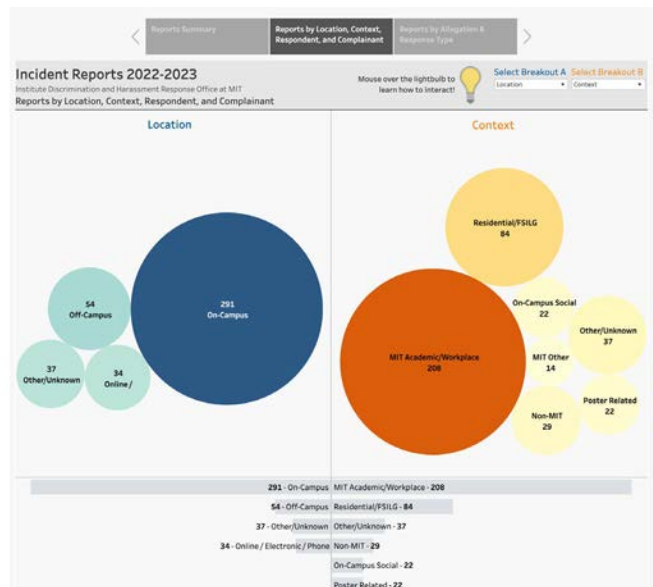 Reports Summary
Reports by Location, Context,
Respondent, and Complainant
Reports by Allegation &
Response Type
Incident Reports 2022-2023
Institute Discrimination and Harassment Response Office at MIT
Reports by Location, Context, Respondent, and Complainant
Mouse over the lightbulb to
learn how to interact!
Select Breakout A
Select Breakout B
Location
Context
Location
Context
291
On-Campus
54
Off-Campus
37
Other/Unknown
34
Online /
Residential/FSILG
84
MIT Academic/Workplace
208
On-Campus Social
22
Other/Unknown
37
MIT Other
14
Poster Related
22
Non-MIT
29
291 - On-Campus
MIT Academic/Workplace - 208
54 - Off-Campus
Residential/FSILG - 84
37 - Other/Unknown
Other/Unknown - 37
34 - Online / Electronic / Phone
Non-MIT - 29
On-Campus Social - 22
Poster Related - 22